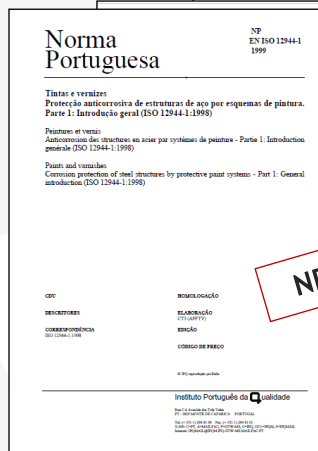 Norma
Portuguesa
NP
EN ISO 12944-1
1999
Tintas e vernizes
Protecção anticorrosiva de estruturas de aço por esquemas de pintura.
Parte 1: Introdução geral (ISO 12944-1:1998)
Peintures et vernis
Anticorrosion des structures en acier par systèmes de peinture - Partie 1: Introduction
genérale (ISO 12944-1:1998)
Paints and varnishes
Corrosion protection of steel structures by protective paint systems - Part 1: General
introduction (ISO 12944-1:1998)
CDU
HOMOLOGAÇÃO
DESCRITORES
ELABORAÇÃO
CT3 (APFTV)
CORRESPONDÊNCIA
ISO 12944-1:1998
EDIÇÃO
CÓDIGO DE PREÇO
© IPQ reprodução proibida
Instituto Português da Qualidade